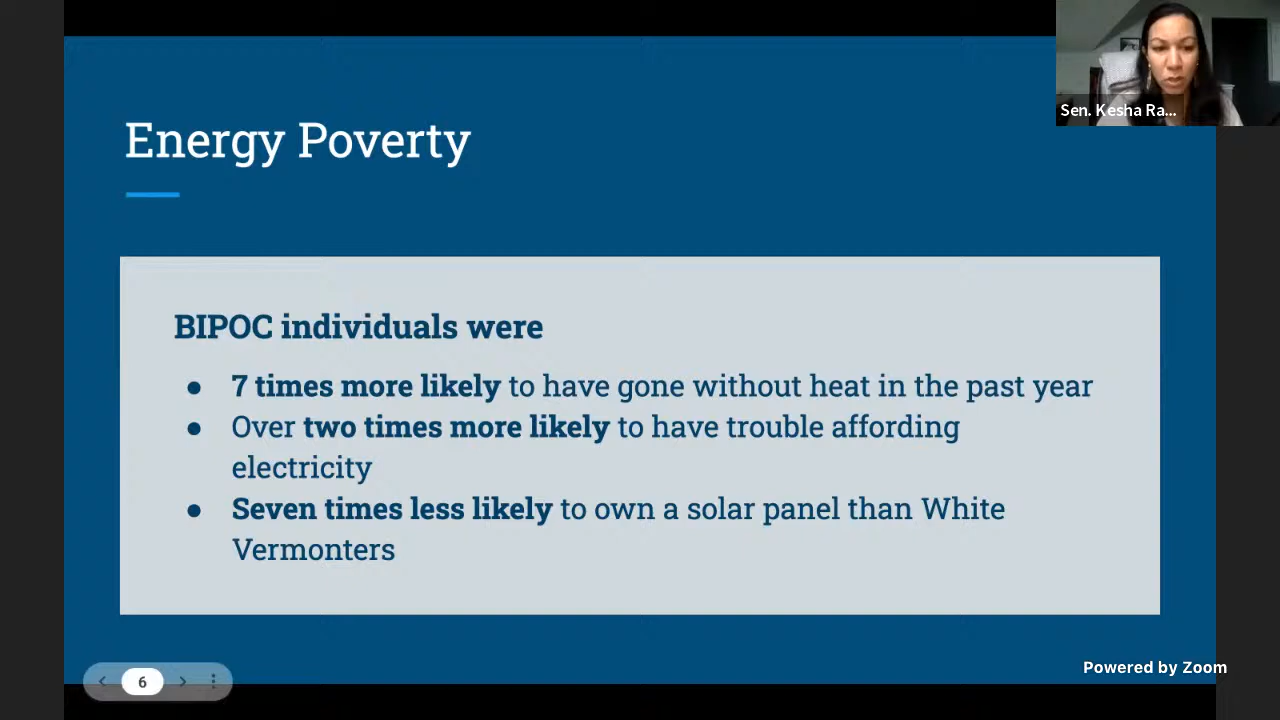 Sen. Kesha Ra...
Energy Poverty
BIPOC individuals were
● 7 times more likely to have gone without heat in the past year
● Over two times more likely to have trouble affording
electricity
● Seven times less likely to own a solar panel than White
Vermonters
6
Powered by Zoom